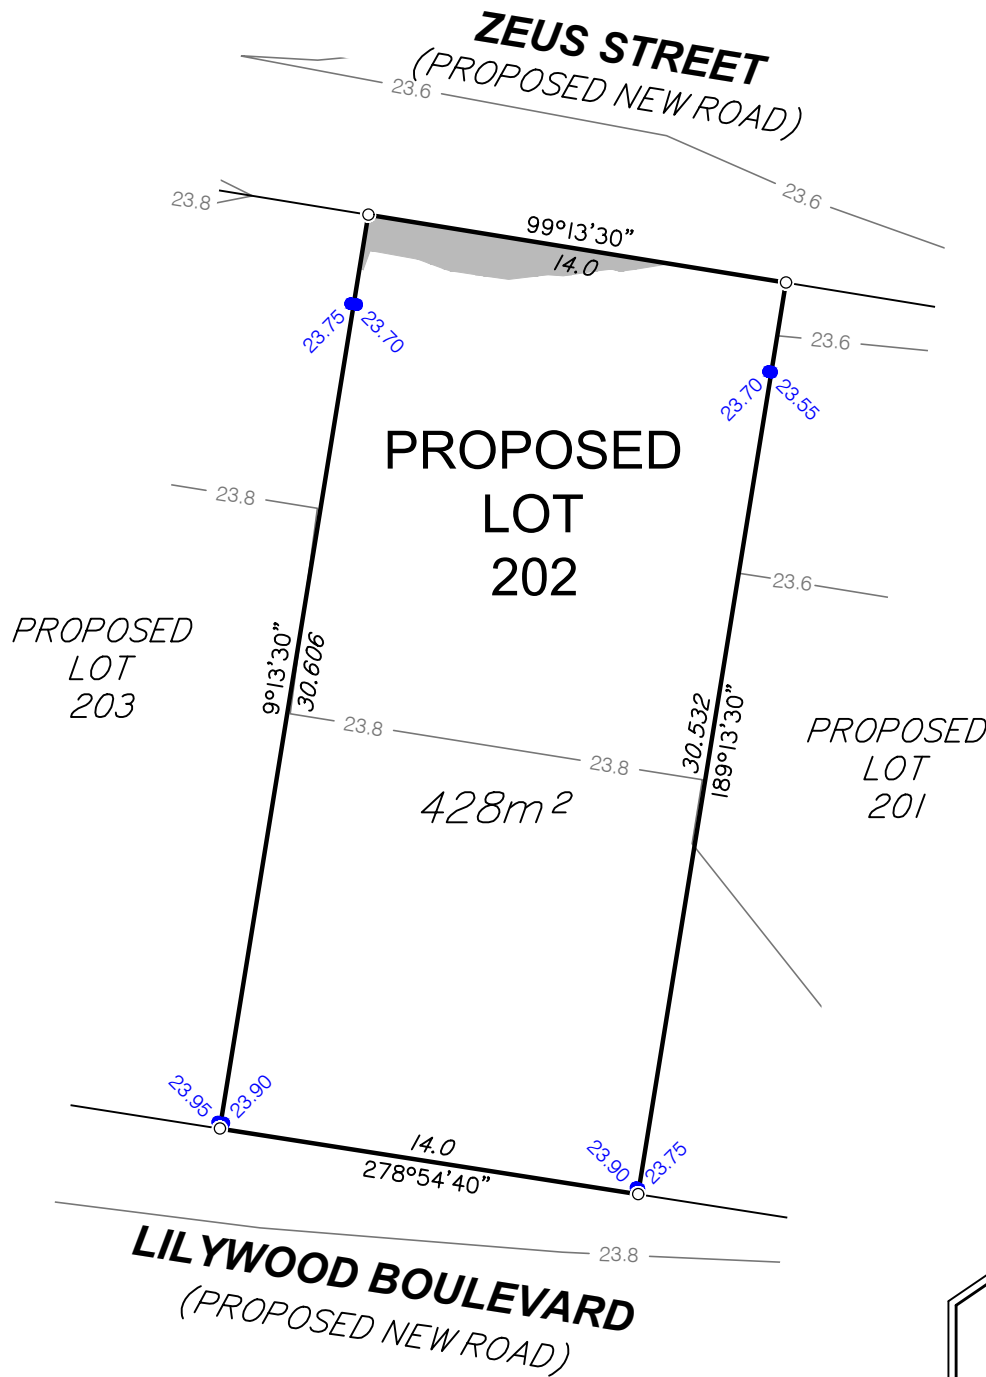 ZEUS STREET
(PROPOSED NEW ROAD)
23.6
23.6
23.8
99°13'30"
14.0
23.75
23.70
23.6
23.70
23.55
PROPOSED
LOT
202
23.8
23.6
PROPOSED
LOT
203
9°13'30"
30.606
30.532
189°13'30"
23.8
23.8
PROPOSED
LOT
201
428m²
23.95
23.90
14.0
278°54'40"
23.90
23.75
23.8
LILYWOOD BOULEVARD
(PROPOSED NEW ROAD)